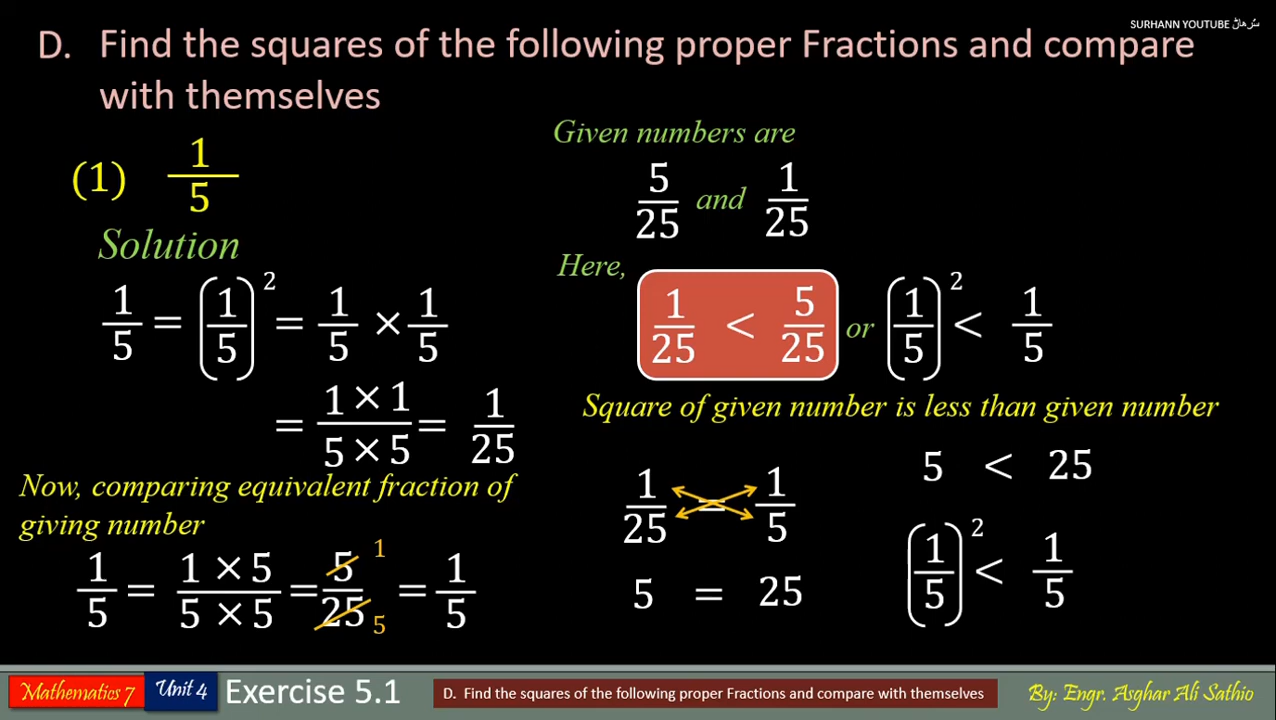 SURHANN YOUTUBE سُرهاڻ
D. Find the squares of the following proper Fractions and compare
with themselves
(1) 1/5
Solution
1/5 = (1/5)² = 1/5 × 1/5
= (1 × 1)/(5 × 5) = 1/25
Now, comparing equivalent fraction of
giving number
1/5 = (1 × 5)/(5 × 5) = 5/25 1 5 = 1/5
Given numbers are
5/25 and 1/25
Here,
1/25 < 5/25 or (1/5)² < 1/5
Square of given number is less than given number
1/25 = 1/5
5 = 25
5 < 25
(1/5)² < 1/5
Mathematics 7 Unit 4 Exercise 5.1 D. Find the squares of the following proper Fractions and compare with themselves By: Engr. Asghar Ali Sathio